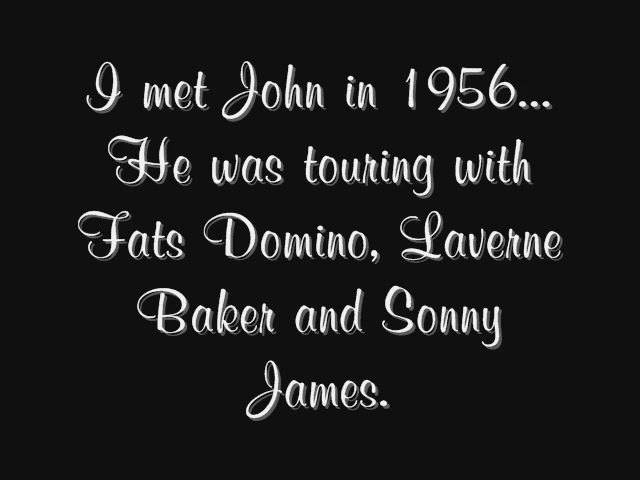 I met John in 1956...
He was touring with
Fats Domino, Laverne
Baker and Sonny
James.